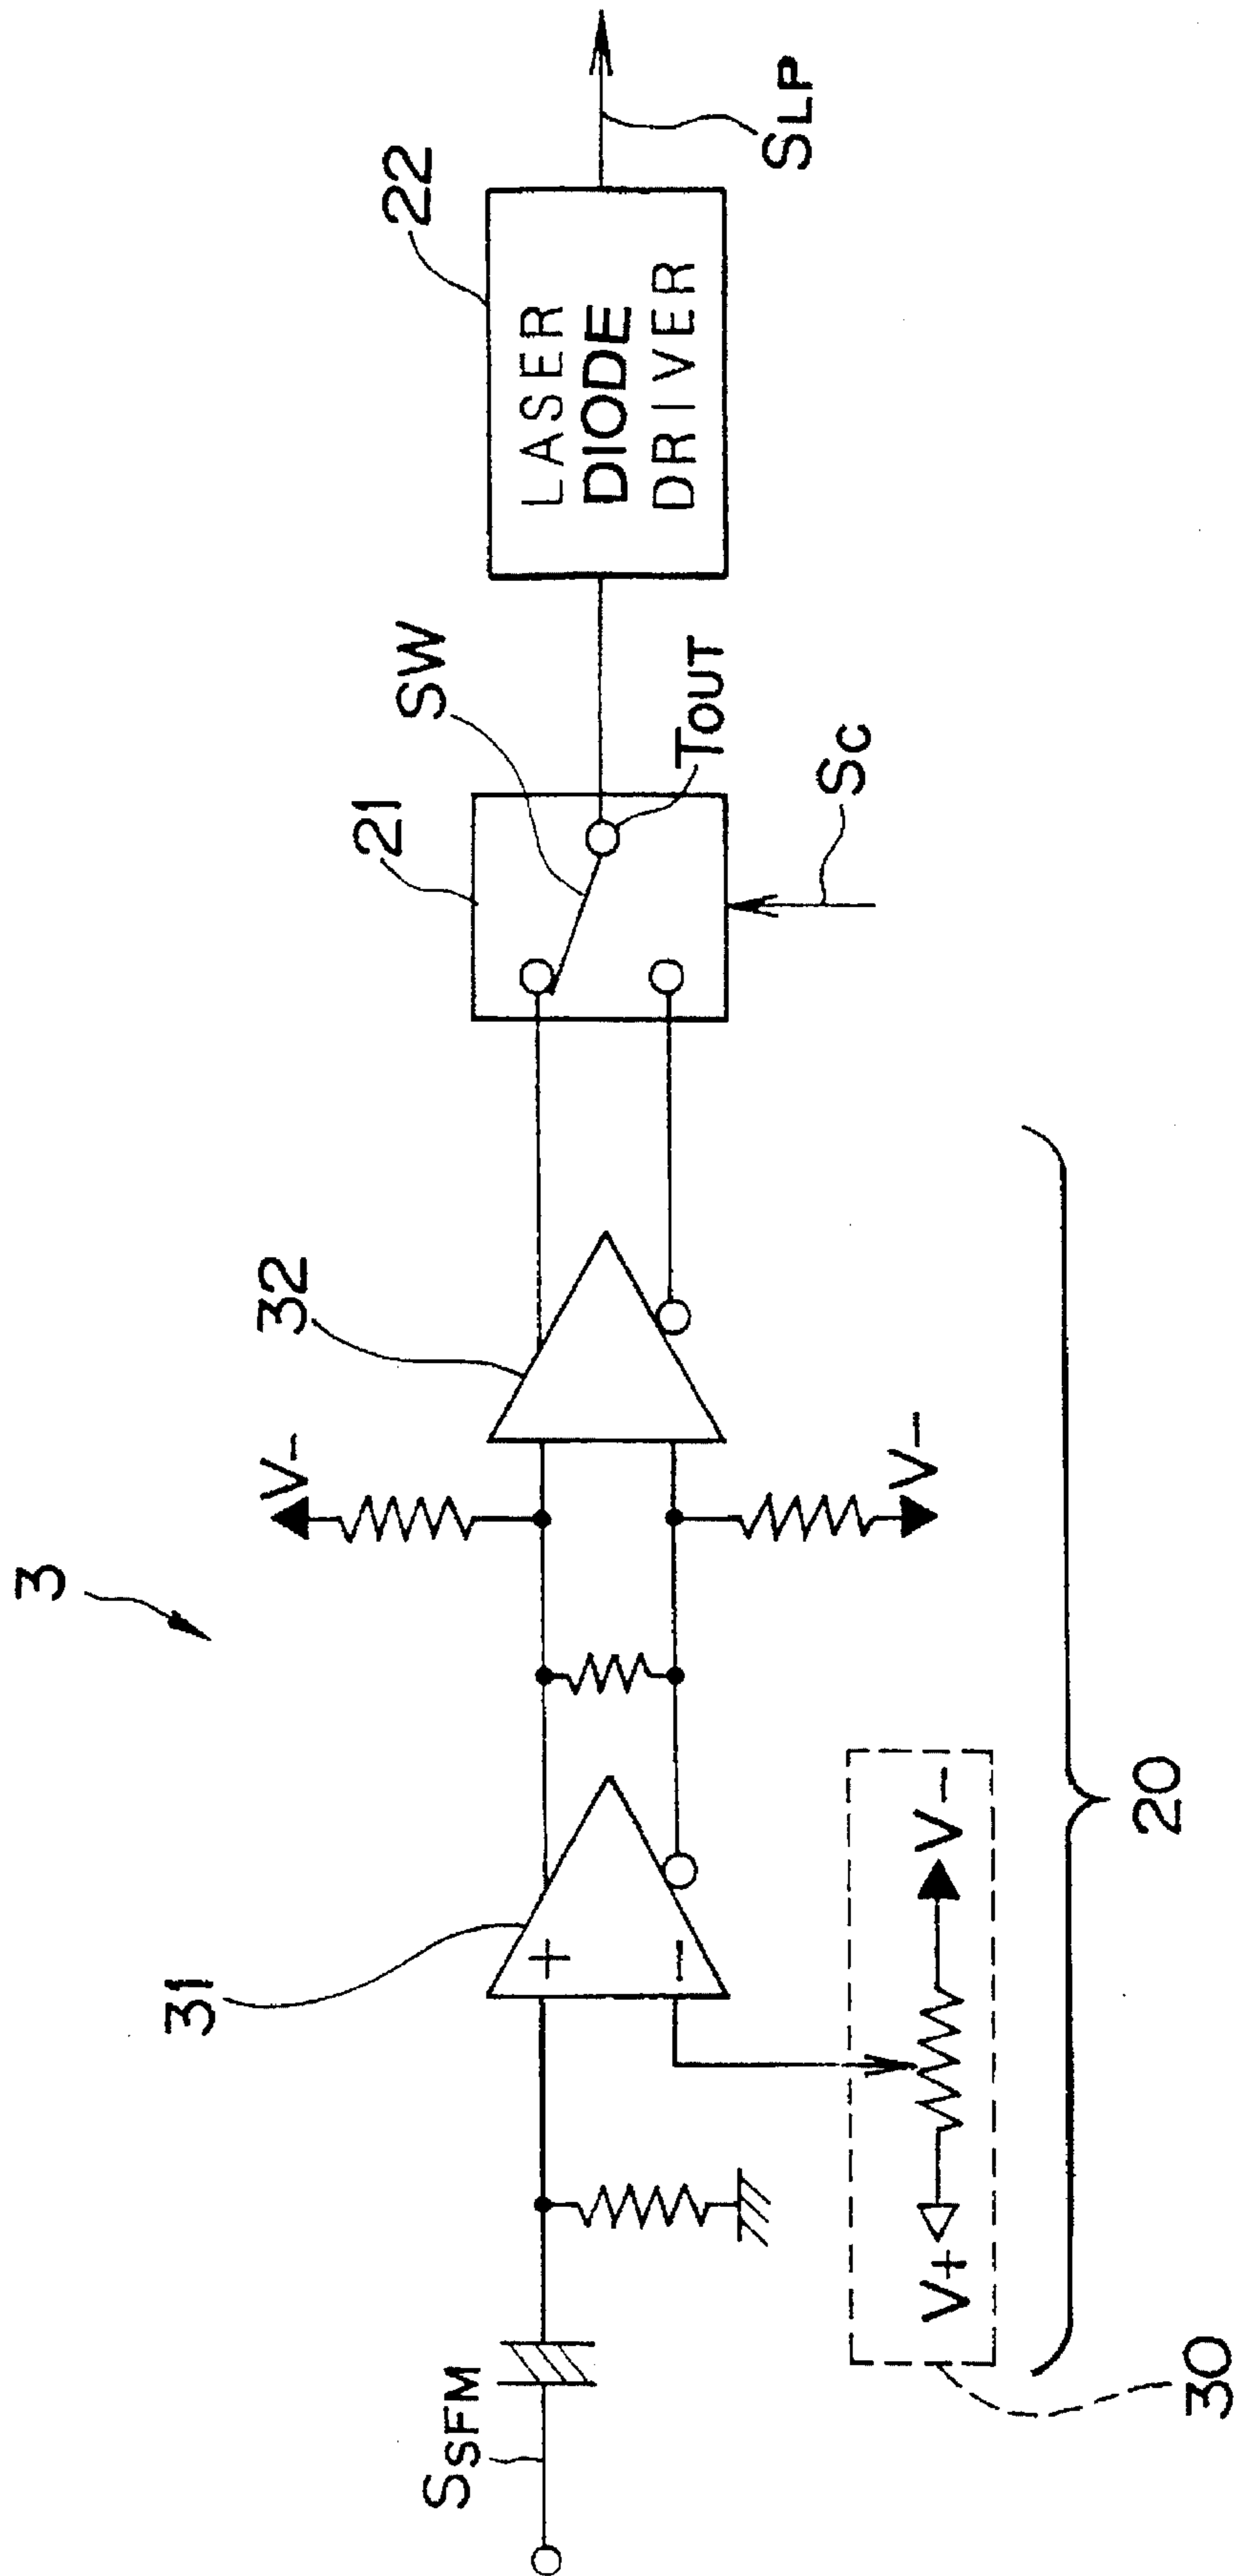 3
SSFM
31
+
−
V+
V−
30
20
V−
V−
32
21
SW
TOUT
SC
22
LASER
DIODE
DRIVER
SLP